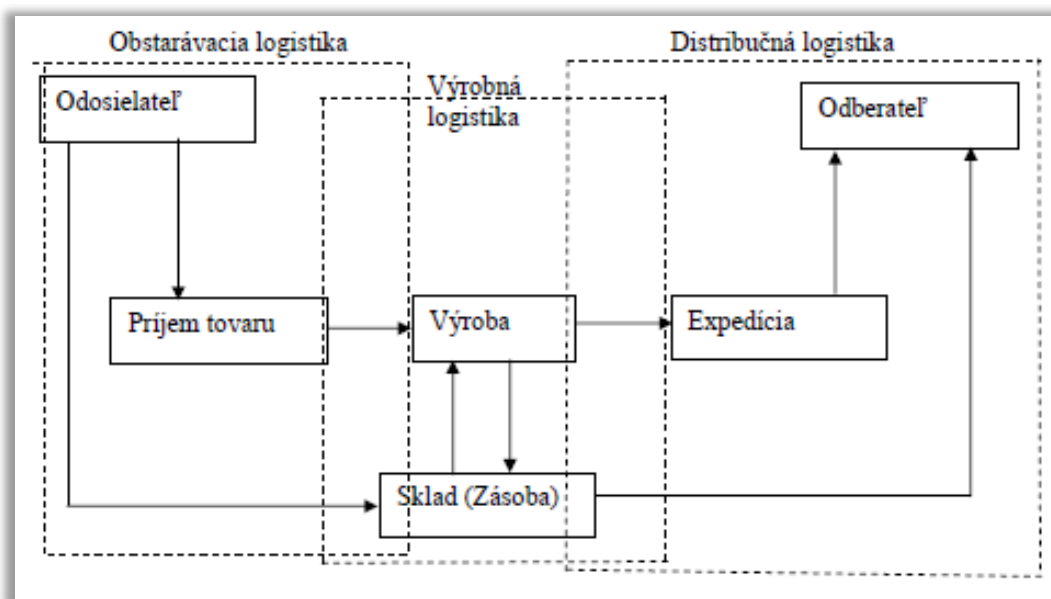 Obstarávacia logistika
Distribučná logistika
Odosielateľ
Výrobná
logistika
Odberateľ
Príjem tovaru
Výroba
Expedícia
Sklad (Zásoba)